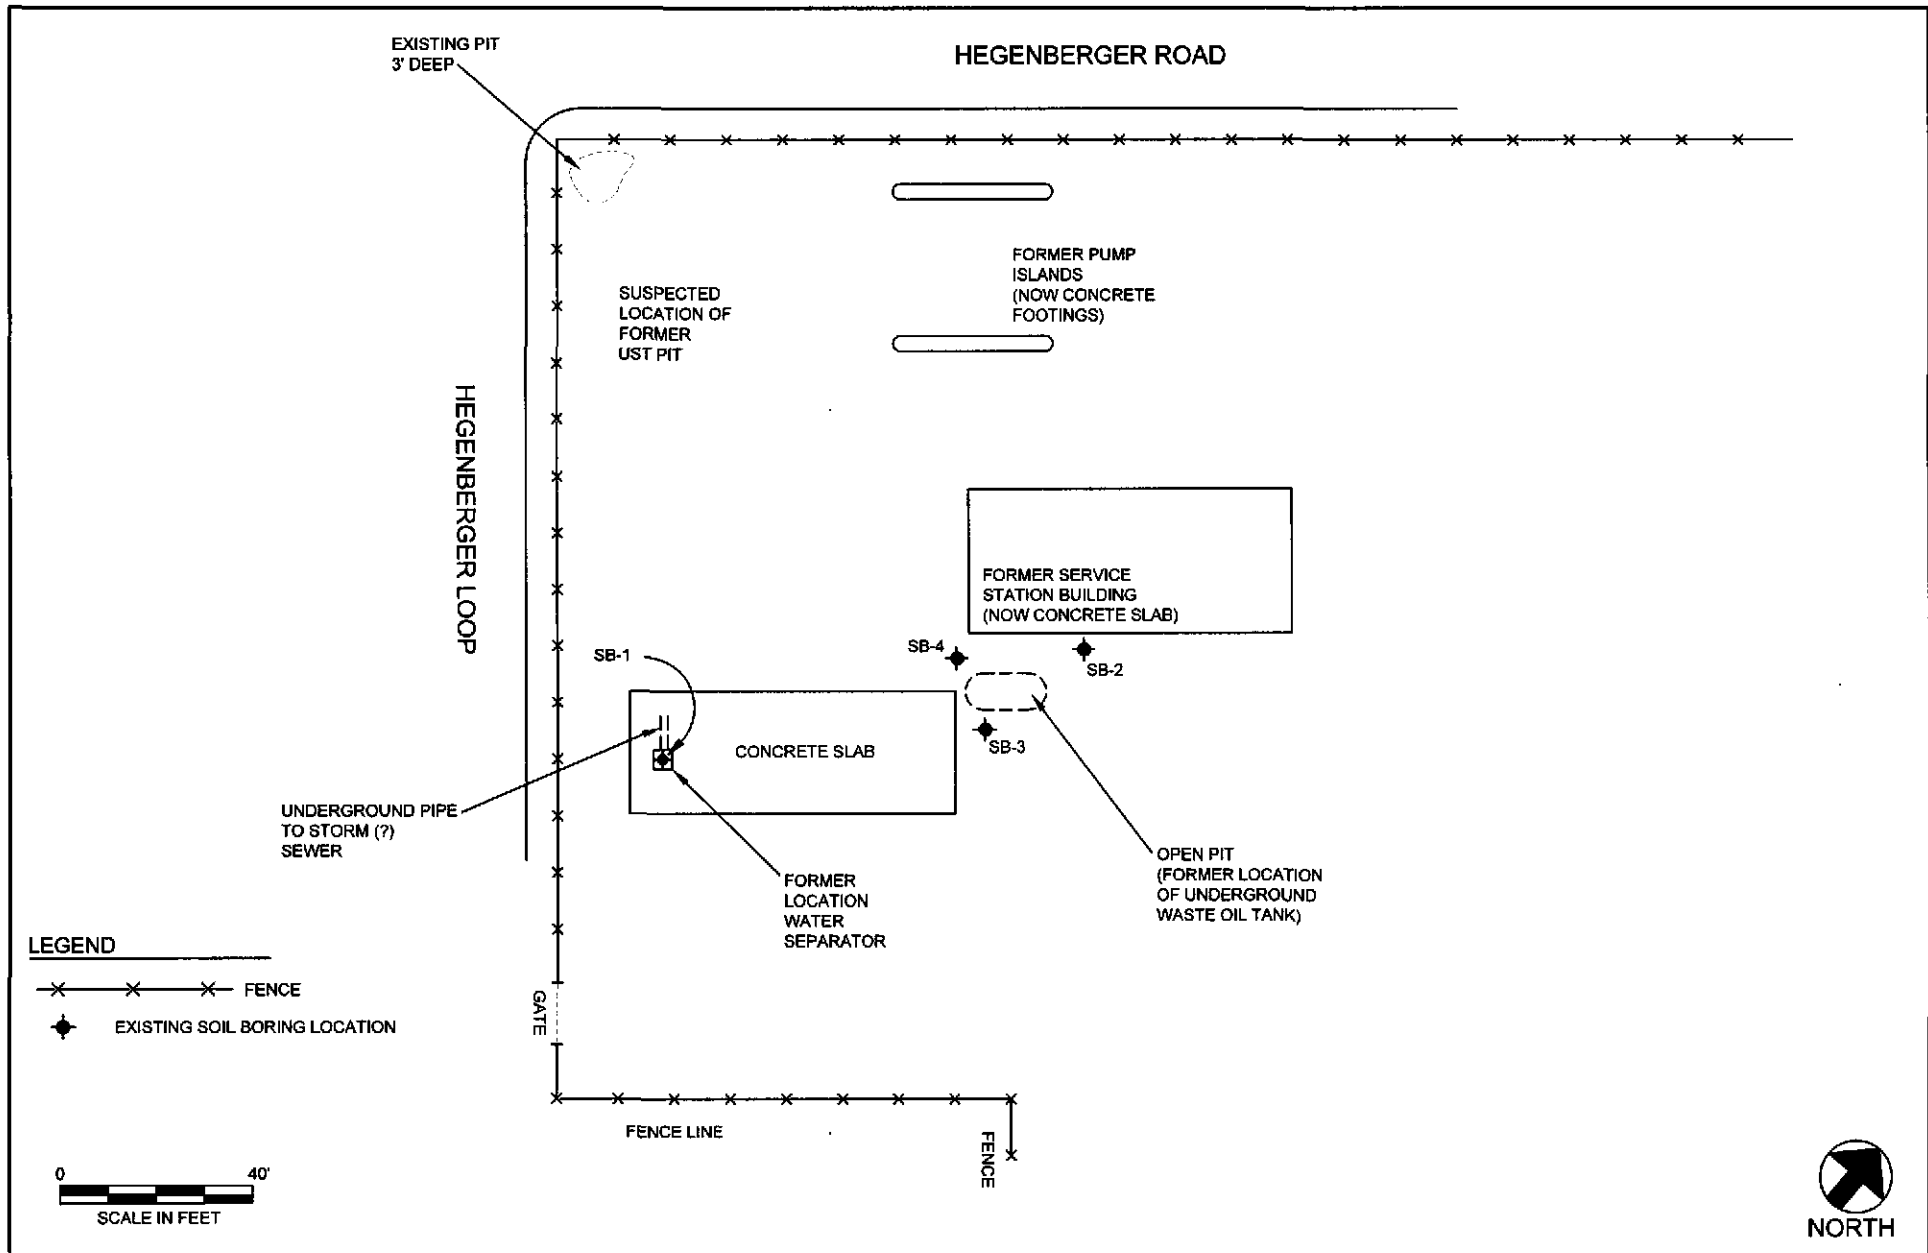 EXISTING PIT
3' DEEP
HEGENBERGER ROAD
FORMER PUMP
ISLANDS
(NOW CONCRETE
FOOTINGS)
SUSPECTED
LOCATION OF
FORMER
UST PIT
HEGENBERGER LOOP
FORMER SERVICE
STATION BUILDING
(NOW CONCRETE SLAB)
SB-4
SB-1
SB-2
SB-3
CONCRETE SLAB
UNDERGROUND PIPE
TO STORM (?)
SEWER
OPEN PIT
(FORMER LOCATION
OF UNDERGROUND
WASTE OIL TANK)
FORMER
LOCATION
WATER
SEPARATOR
LEGEND
FENCE
EXISTING SOIL BORING LOCATION
GATE
FENCE LINE
FENCE
0 40'
SCALE IN FEET
NORTH